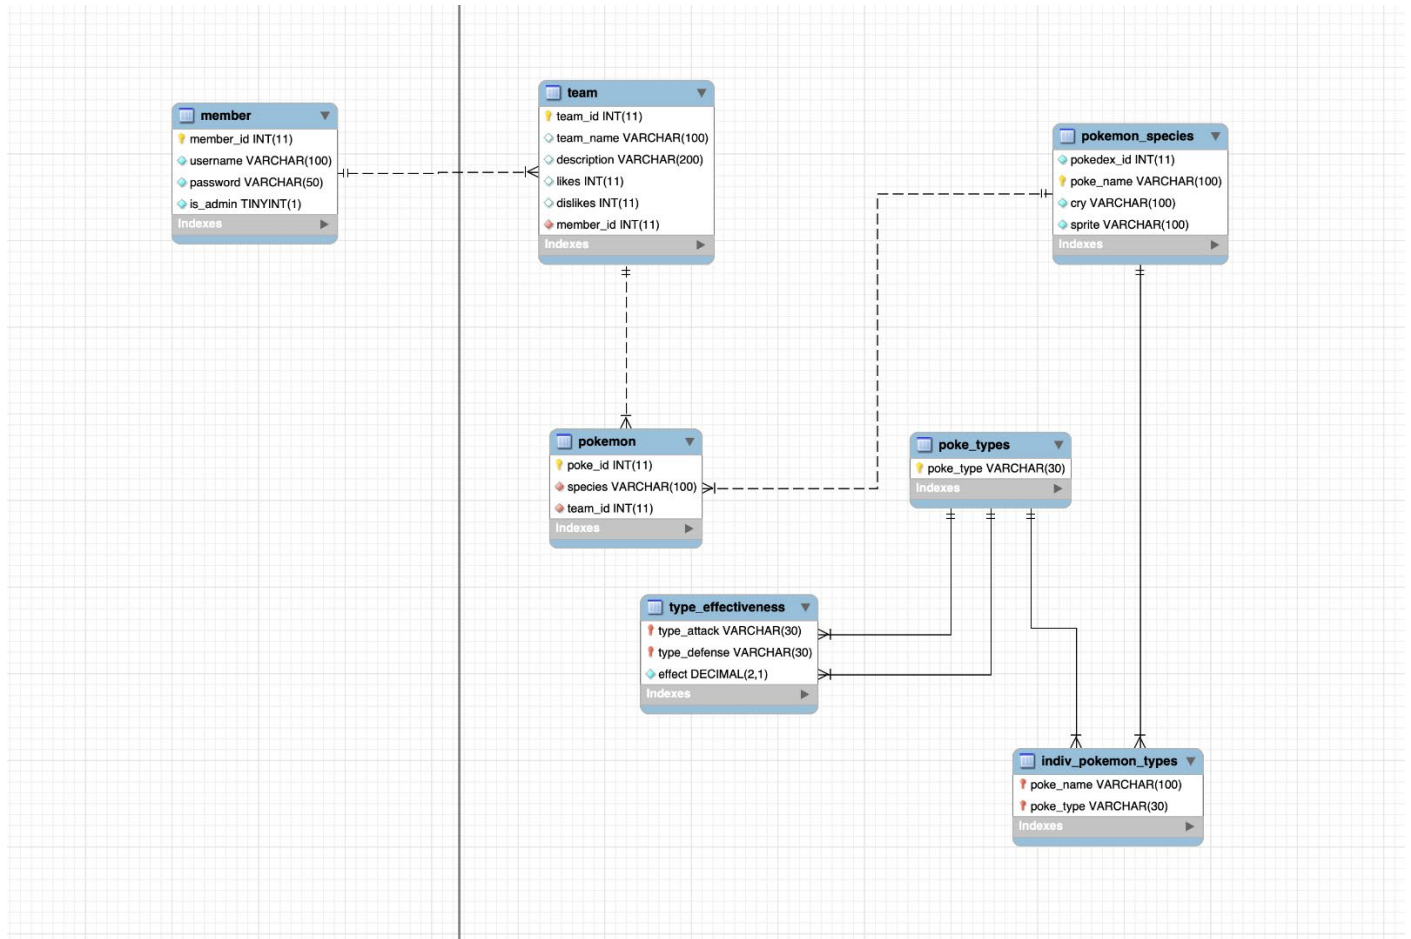 member
member_id INT(11)
username VARCHAR(100)
password VARCHAR(50)
is_admin TINYINT(1)
Indexes
team
team_id INT(11)
team_name VARCHAR(100)
description VARCHAR(200)
likes INT(11)
dislikes INT(11)
member_id INT(11)
Indexes
pokemon_species
pokedex_id INT(11)
poke_name VARCHAR(100)
cry VARCHAR(100)
sprite VARCHAR(100)
Indexes
pokemon
poke_id INT(11)
species VARCHAR(100)
team_id INT(11)
Indexes
poke_types
poke_type VARCHAR(30)
Indexes
type_effectiveness
type_attack VARCHAR(30)
type_defense VARCHAR(30)
effect DECIMAL(2,1)
Indexes
indiv_pokemon_types
poke_name VARCHAR(100)
poke_type VARCHAR(30)
Indexes